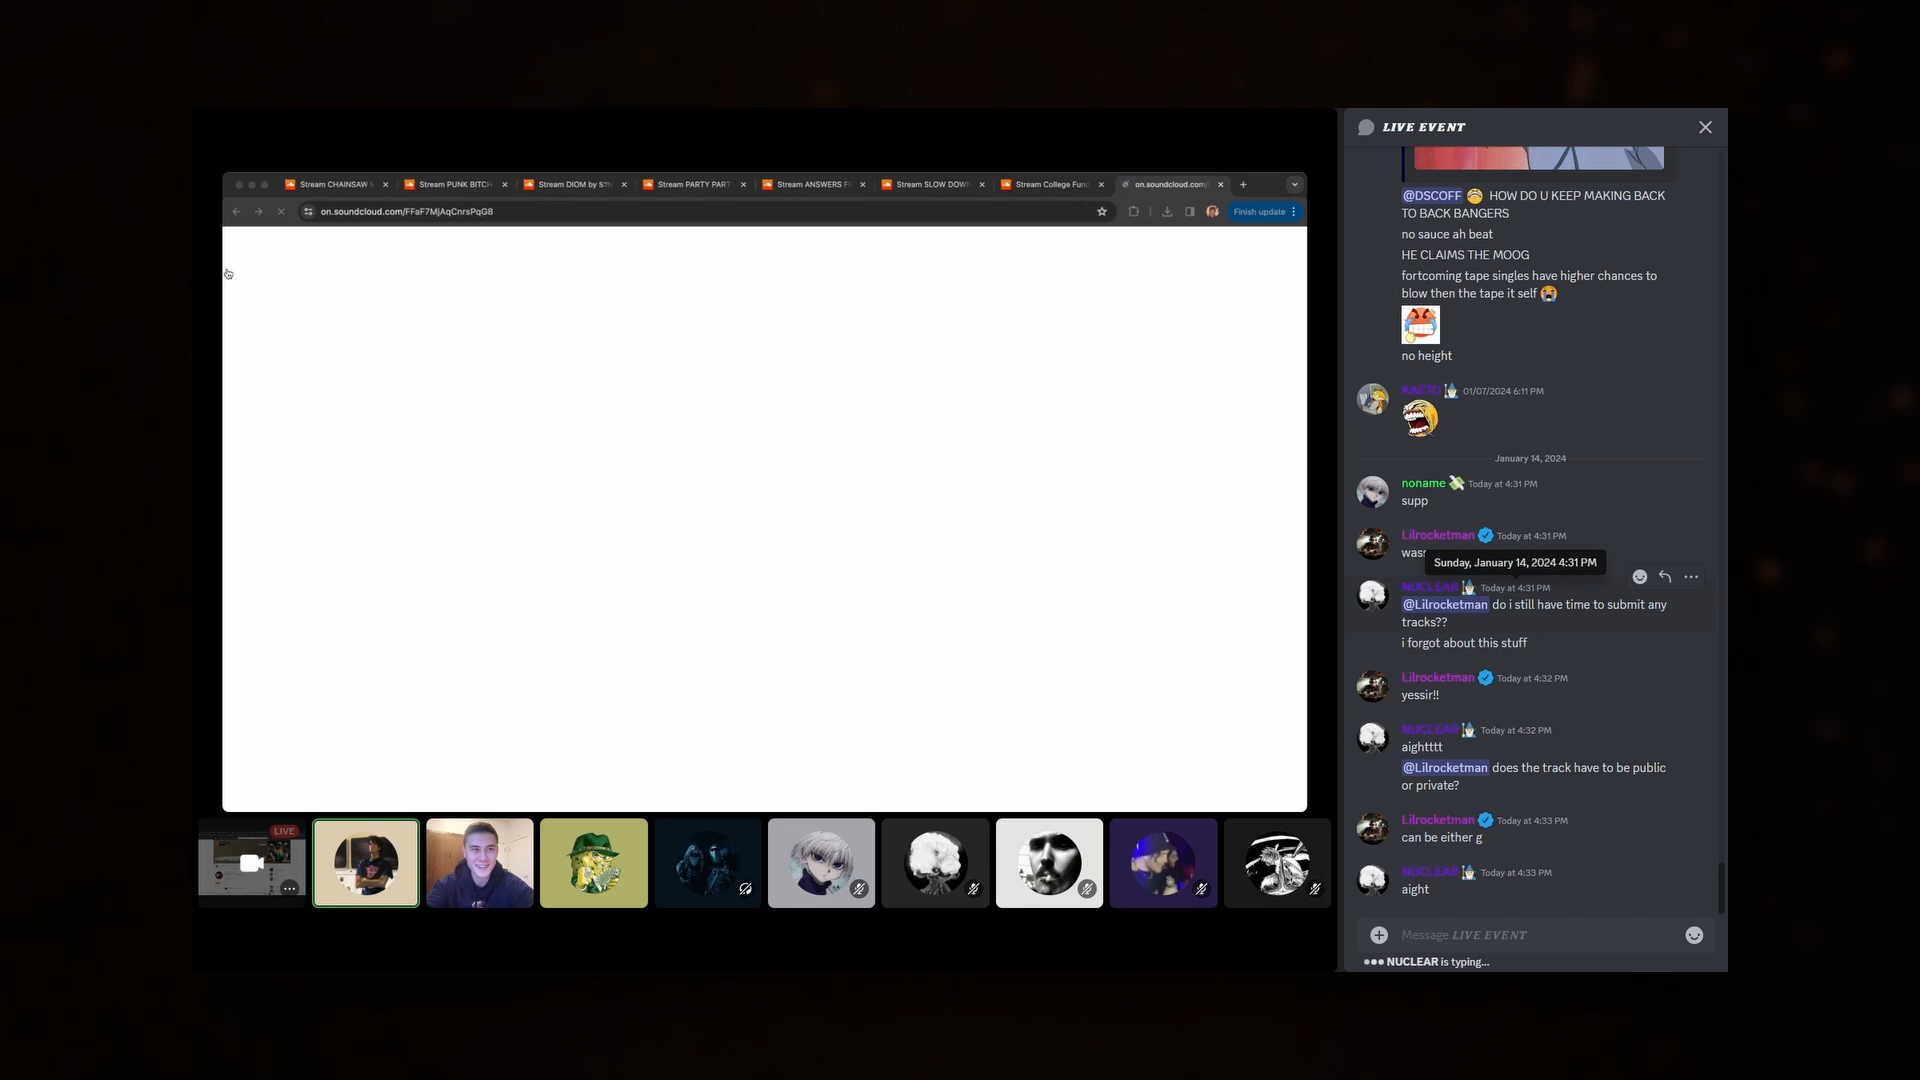 Stream CHAINSAW
Stream PUNK BITCH
Stream DIOM by
Stream PARTY PART
Stream ANSWERS F
Stream SLOW DOWN
Stream College Fun
on.soundcloud.com/
on.soundcloud.com/FFaF7MjAqCnrsPqG8
Finish update
LIVE
LIVE EVENT
@DSCOFF HOW DO U KEEP MAKING BACK
TO BACK BANGERS
no sauce ah beat
HE CLAIMS THE MOOG
fortcoming tape singles have higher chances to
blow then the tape it self
no height
KAETO 01/07/2024 6:11 PM
January 14, 2024
noname Today at 4:31 PM
supp
Lilrocketman Today at 4:31 PM
wass
Sunday, January 14, 2024 4:31 PM
NUCLEAR Today at 4:31 PM
@Lilrocketman do i still have time to submit any
tracks??
i forgot about this stuff
Lilrocketman Today at 4:32 PM
yessir!!
NUCLEAR Today at 4:32 PM
aightttt
@Lilrocketman does the track have to be public
or private?
Lilrocketman Today at 4:33 PM
can be either g
NUCLEAR Today at 4:33 PM
aight
Message LIVE EVENT
NUCLEAR is typing...